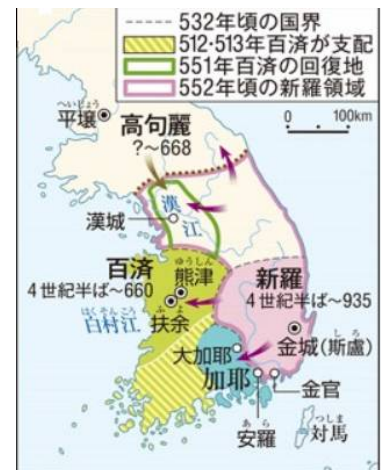 532年頃の国界
512・513年百済が支配
551年百済の回復地
552年頃の新羅領域
0 100km
へいじょう
平壌
高句麗
?~668
漢江
漢城
百済
4世紀半ば~660
ゆうしん
熊津
はくそんこう
白村江
ふよ
扶余
新羅
4世紀半ば~935
しろ
金城(斯盧)
大加耶
加耶
金官
あら
安羅
つしま
対馬